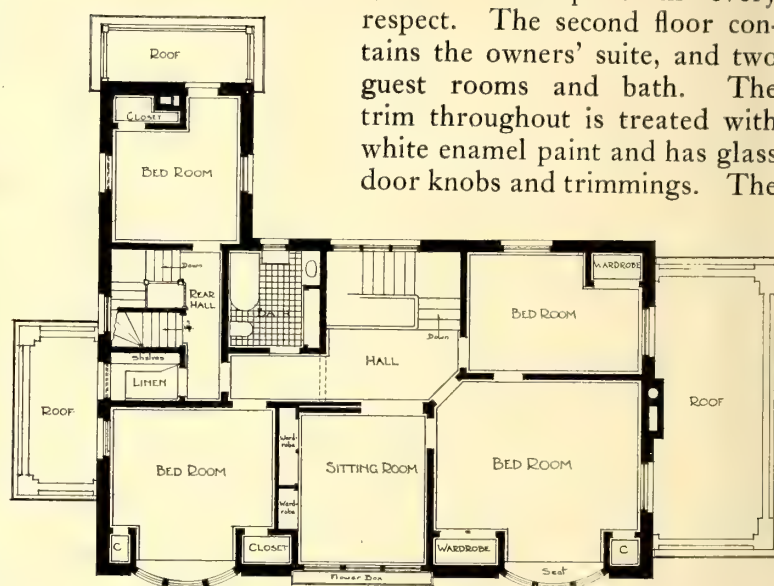 respect. The second floor con-
tains the owners' suite, and two
guest rooms and bath. The
trim throughout is treated with
white enamel paint and has glass
door knobs and trimmings. The
ROOF
CLOSET
BED ROOM
Down
REAR
HALL
BATH
WARDROBE
BED ROOM
Down
HALL
Shelves
LINEN
ROOF
ROOF
BED ROOM
Ward-
robe
Ward-
robe
SITTING ROOM
BED ROOM
C
CLOSET
WARDROBE
C
Seat
Flower Box